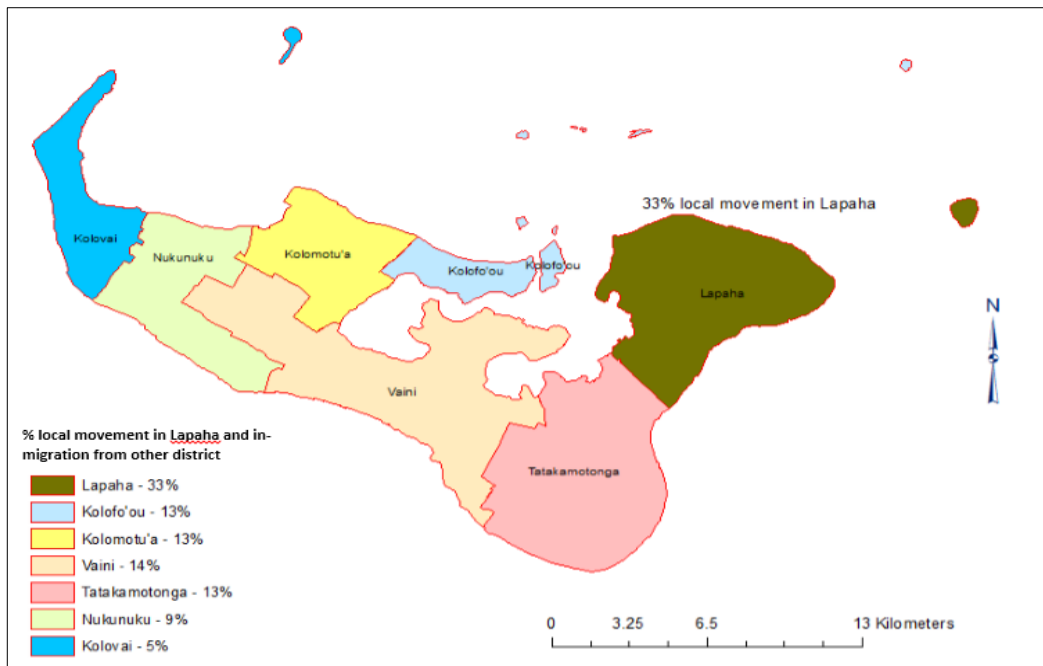 33% local movement in Lapaha
Kolovai
Nukunuku
Kolomotu'a
Kolofo'ou
Kolofo'ou
Lapaha
N
Vaini
Tatakamotonga
% local movement in Lapaha and in-
migration from other district
Lapaha - 33%
Kolofo'ou - 13%
Kolomotu'a - 13%
Vaini - 14%
Tatakamotonga - 13%
Nukunuku - 9%
Kolovai - 5%
0 3.25 6.5 13 Kilometers